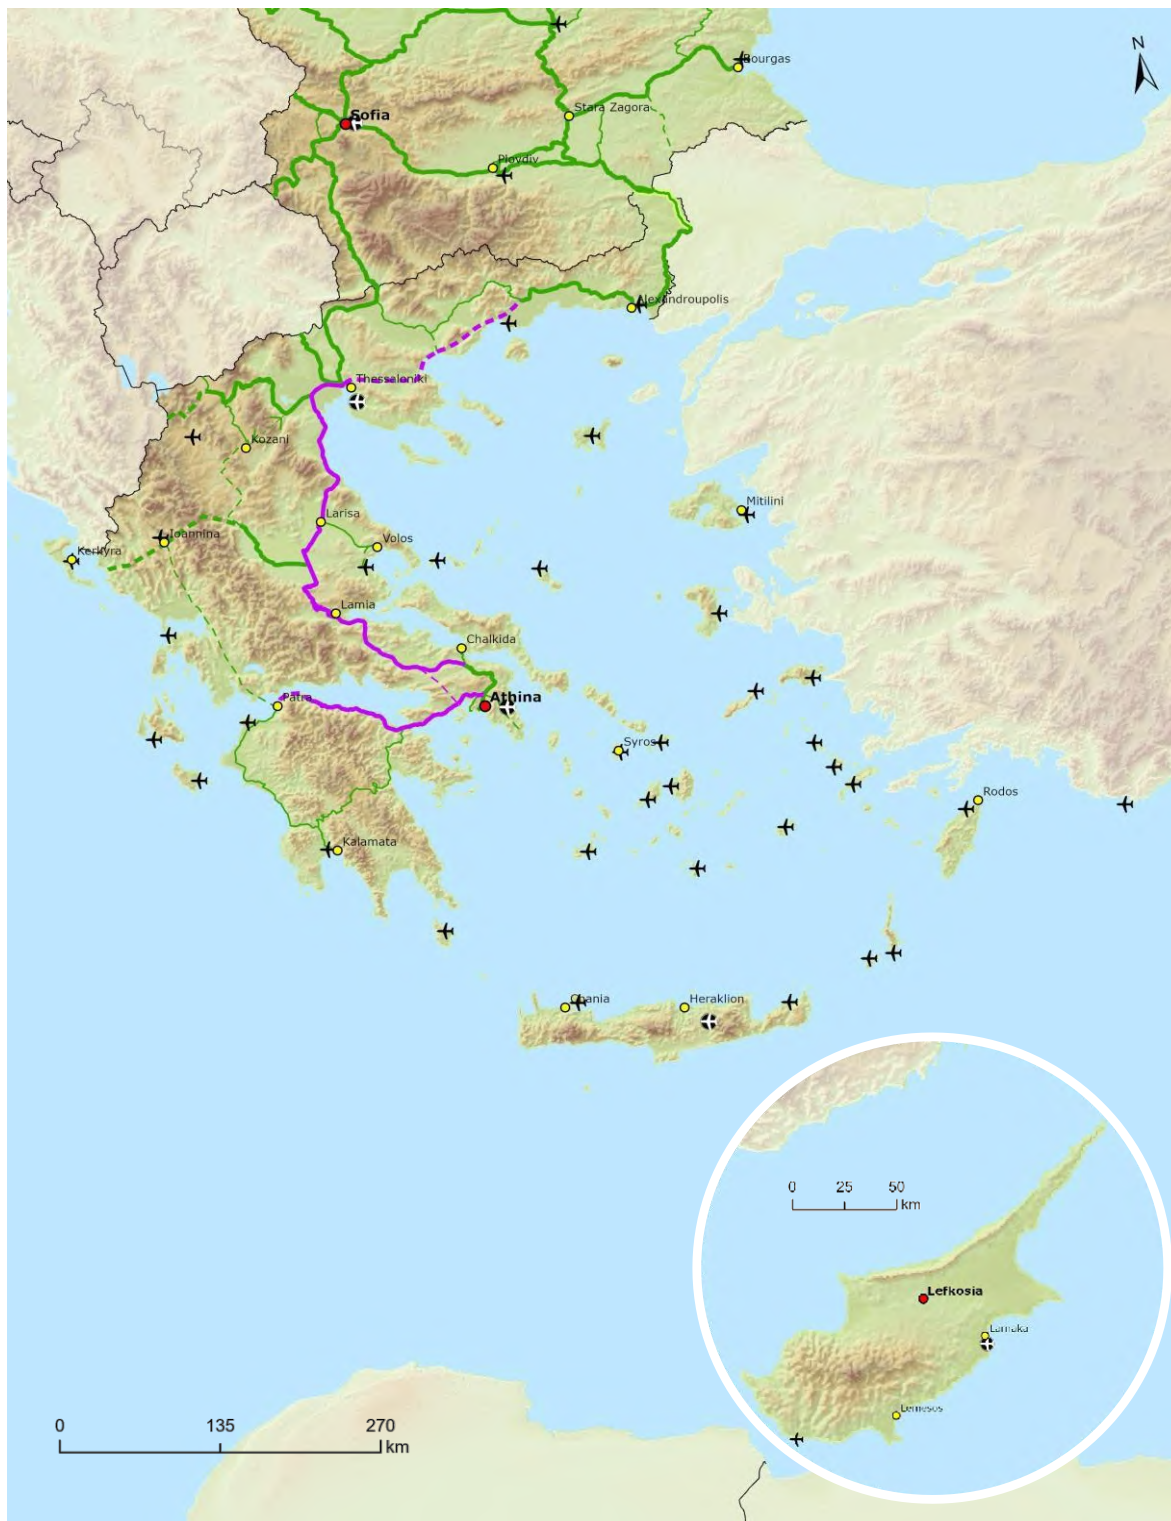 N
Bourgas
Stara Zagora
Sofia
Plovdiv
Alexandroupolis
Thessaloniki
Kozani
Mitilini
Larisa
Ioannina
Volos
Kerkyra
Lamia
Chalkida
Patra
Athina
Syros
Rodos
Kalamata
Chania
Heraklion
0 25 50
km
Lefkosia
Larnaka
Lemesos
0 135 270
km